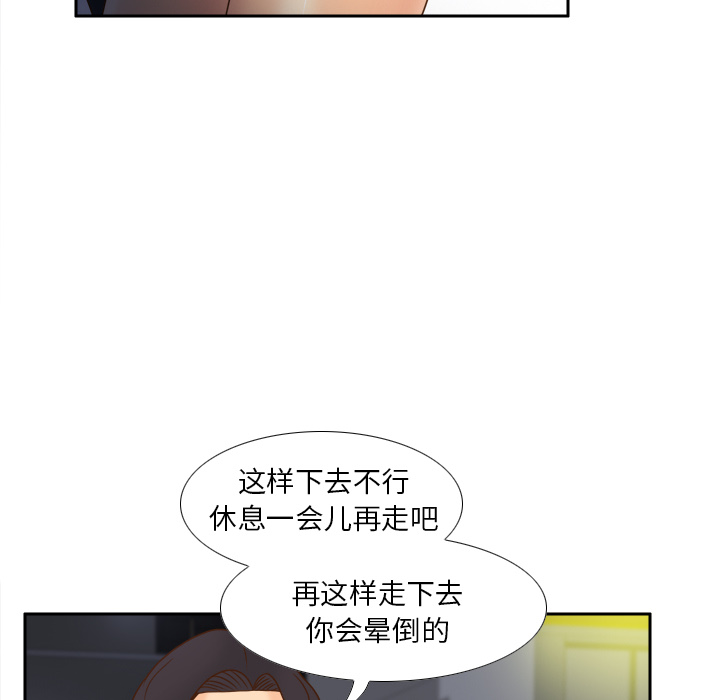 这样下去不行
休息一会儿再走吧
再这样走下去
你会晕倒的